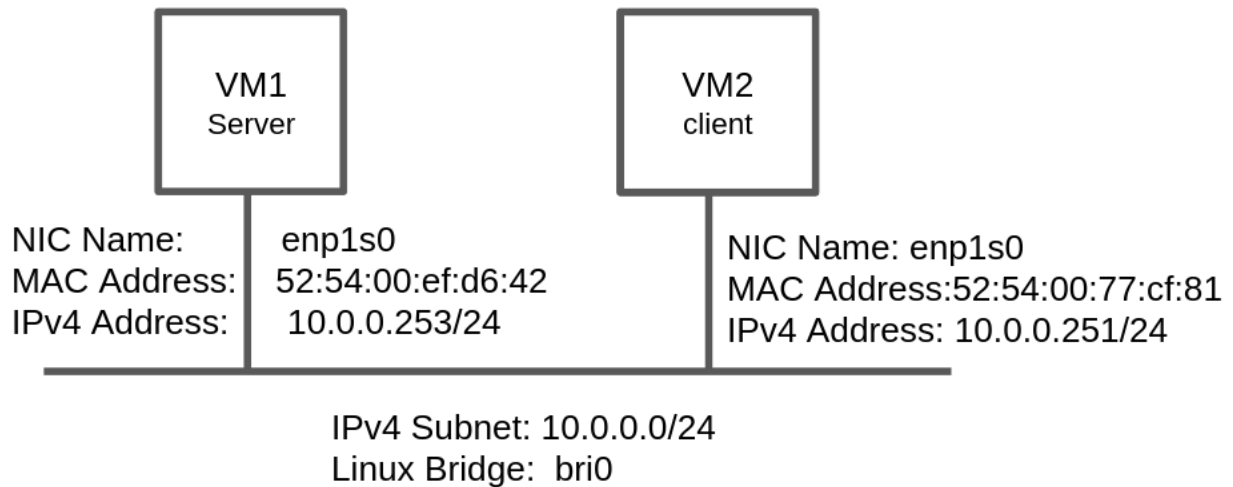 VM1
Server
VM2
client
NIC Name: enp1s0
MAC Address: 52:54:00:ef:d6:42
IPv4 Address: 10.0.0.253/24
NIC Name: enp1s0
MAC Address:52:54:00:77:cf:81
IPv4 Address: 10.0.0.251/24
IPv4 Subnet: 10.0.0.0/24
Linux Bridge: bri0